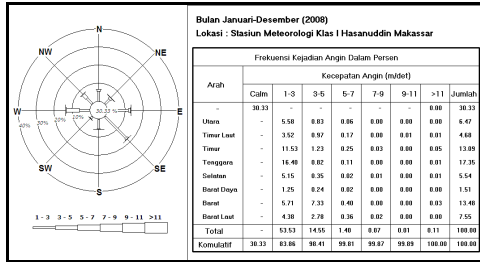 N
NW NE
W E
30.33 %
40% 30% 20% 10%
SW SE
S
1 - 3 3 - 5 5 - 7 7 - 9 9 - 11 >11
Bulan Januari-Desember (2008)
Lokasi : Stasiun Meteorologi Klas I Hasanuddin Makassar
Frekuensi Kejadian Angin Dalam Persen
Arah Kecepatan Angin (m/det)
Calm 1-3 3-5 5-7 7-9 9-11 >11 Jumlah
- 30.33 - - - - - 0.00 30.33
Utara - 5.58 0.83 0.06 0.00 0.00 0.00 6.47
Timur Laut - 3.52 0.97 0.17 0.00 0.01 0.01 4.68
Timur - 11.53 1.23 0.25 0.03 0.00 0.05 13.09
Tenggara - 16.40 0.82 0.11 0.00 0.00 0.01 17.35
Selatan - 5.15 0.35 0.02 0.01 0.00 0.01 5.54
Barat Daya - 1.25 0.24 0.02 0.00 0.00 0.00 1.51
Barat - 5.71 7.33 0.40 0.00 0.00 0.03 13.48
Barat Laut - 4.38 2.78 0.36 0.02 0.00 0.00 7.55
Total - 53.53 14.55 1.40 0.07 0.01 0.11 100.00
Komulatif 30.33 83.86 98.41 99.81 99.87 99.89 100.00 100.00